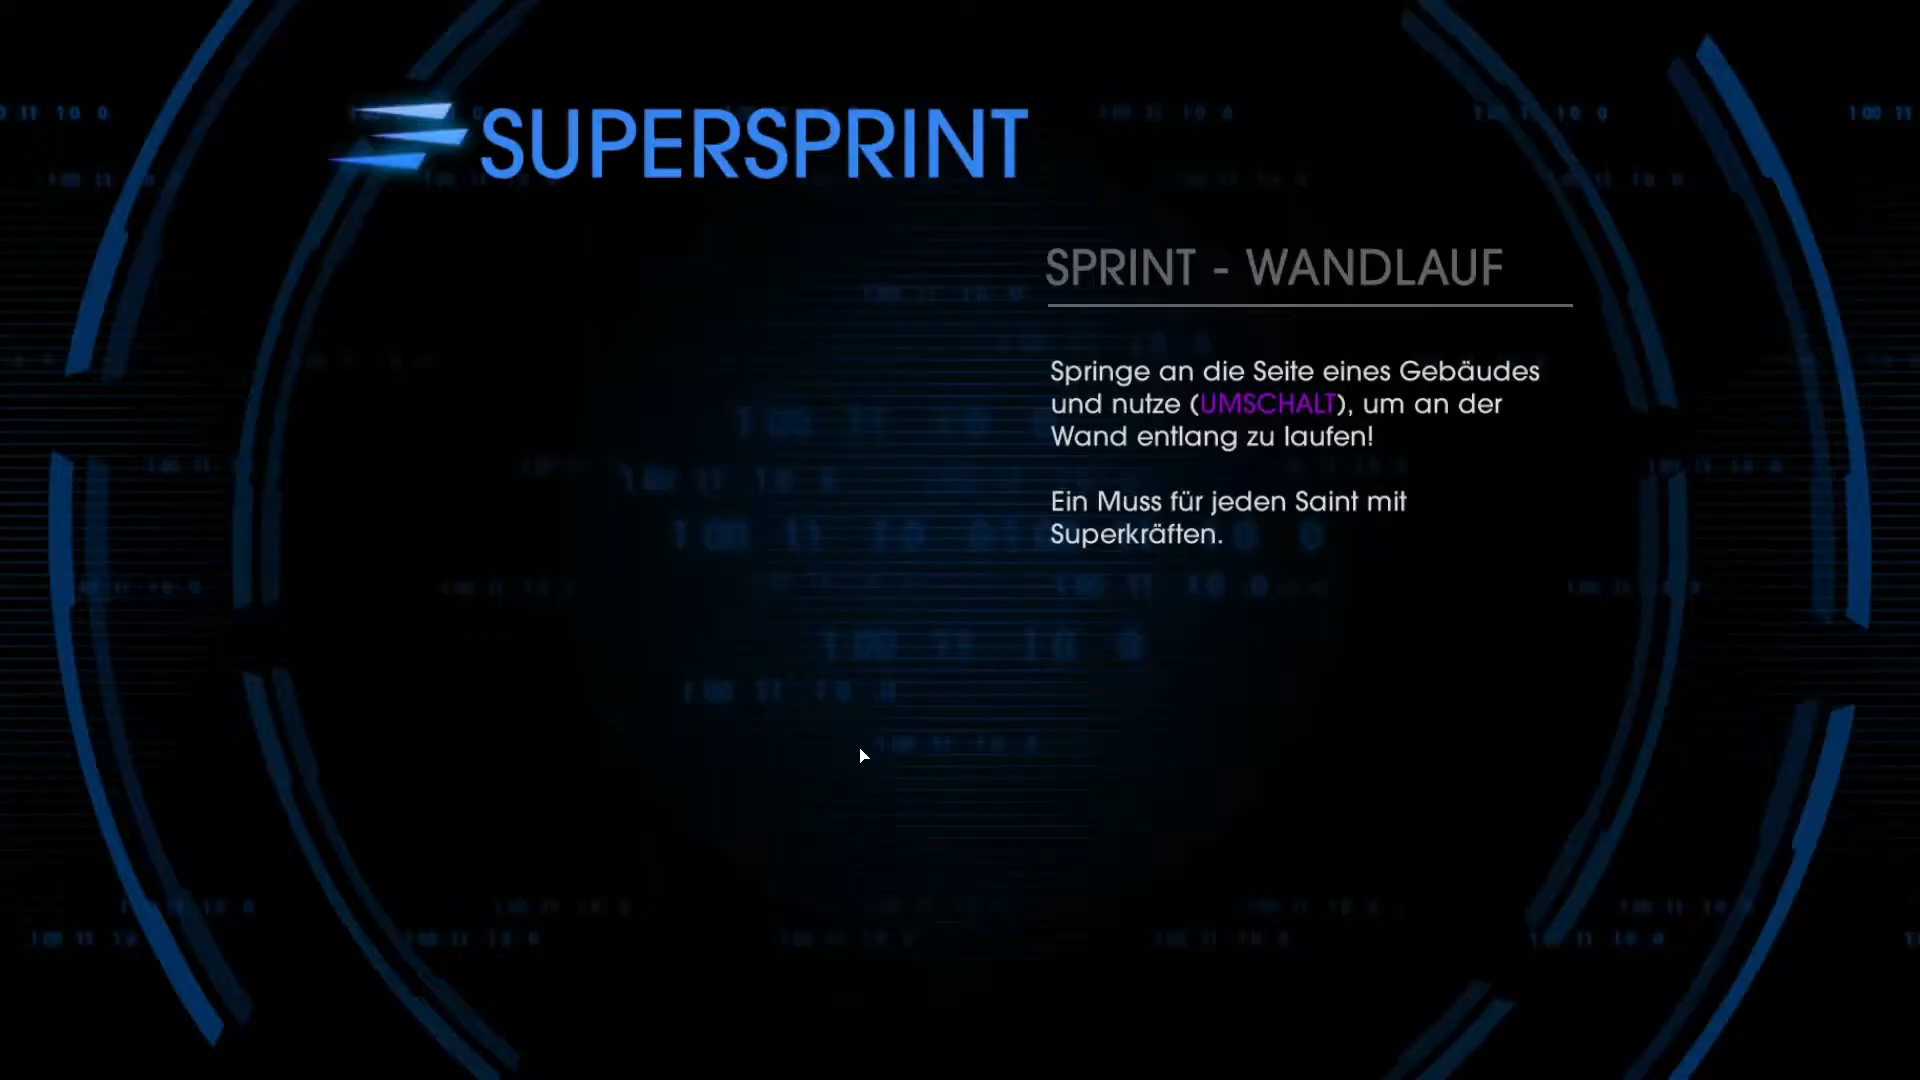 SUPERSPRINT
SPRINT - WANDLAUF
Springe an die Seite eines Gebäudes
und nutze (UMSCHALT), um an der
Wand entlang zu laufen!
Ein Muss für jeden Saint mit
Superkräften.